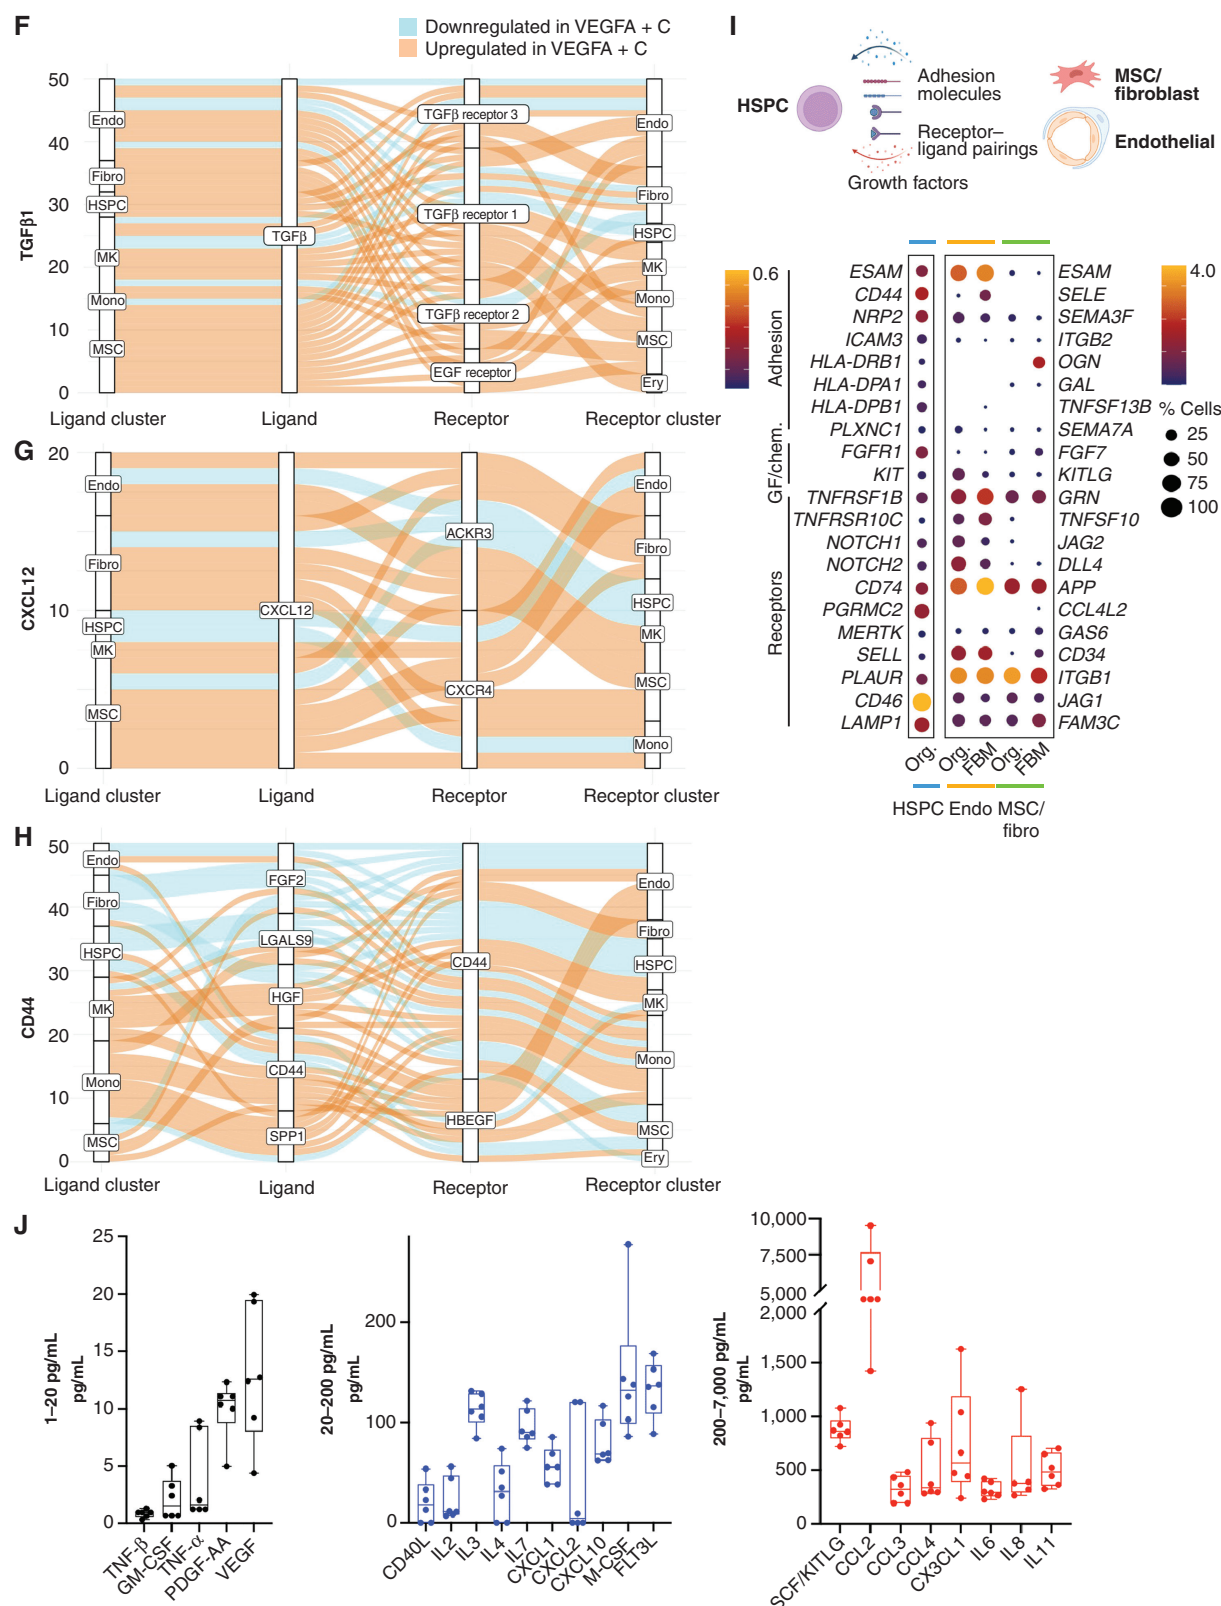 F
Downregulated in VEGFA + C
Upregulated in VEGFA + C
TGFβ1
50
40
30
20
10
0
Endo
Fibro
HSPC
MK
Mono
MSC
TGFβ
TGFβ receptor 3
TGFβ receptor 1
TGFβ receptor 2
EGF receptor
Endo
Fibro
HSPC
MK
Mono
MSC
Ery
Ligand cluster
Ligand
Receptor
Receptor cluster
G
CXCL12
20
10
0
Endo
Fibro
HSPC
MK
MSC
CXCL12
ACKR3
CXCR4
Endo
Fibro
HSPC
MK
MSC
Mono
Ligand cluster
Ligand
Receptor
Receptor cluster
H
CD44
50
40
30
20
10
0
Endo
Fibro
HSPC
MK
Mono
MSC
FGF2
LGALS9
HGF
CD44
SPP1
CD44
HBEGF
Endo
Fibro
HSPC
MK
Mono
MSC
Ery
Ligand cluster
Ligand
Receptor
Receptor cluster
I
HSPC
Adhesion
molecules
Receptor–
ligand pairings
Growth factors
MSC/
fibroblast
Endothelial
0.6
4.0
Adhesion
GF/chem.
Receptors
ESAM ESAM
CD44 SELE
NRP2 SEMA3F
ICAM3 ITGB2
HLA-DRB1 OGN
HLA-DPA1 GAL
HLA-DPB1 TNFSF13B
PLXNC1 SEMA7A
FGFR1 FGF7
KIT KITLG
TNFRSF1B GRN
TNFRSR10C TNFSF10
NOTCH1 JAG2
NOTCH2 DLL4
CD74 APP
PGRMC2 CCL4L2
MERTK GAS6
SELL CD34
PLAUR ITGB1
CD46 JAG1
LAMP1 FAM3C
% Cells
25
50
75
100
Org. Org. FBM Org. FBM
HSPC Endo MSC/
fibro
J
1–20 pg/mL
pg/mL
25
20
15
10
5
0
TNF-β
GM-CSF
TNF-α
PDGF-AA
VEGF
20–200 pg/mL
pg/mL
200
100
0
CD40L
IL2
IL3
IL4
IL7
CXCL1
CXCL2
CXCL10
M-CSF
FLT3L
200–7,000 pg/mL
pg/mL
10,000
7,500
5,000
2,000
1,500
1,000
500
0
SCF/KITLG
CCL2
CCL3
CCL4
CX3CL1
IL6
IL8
IL11